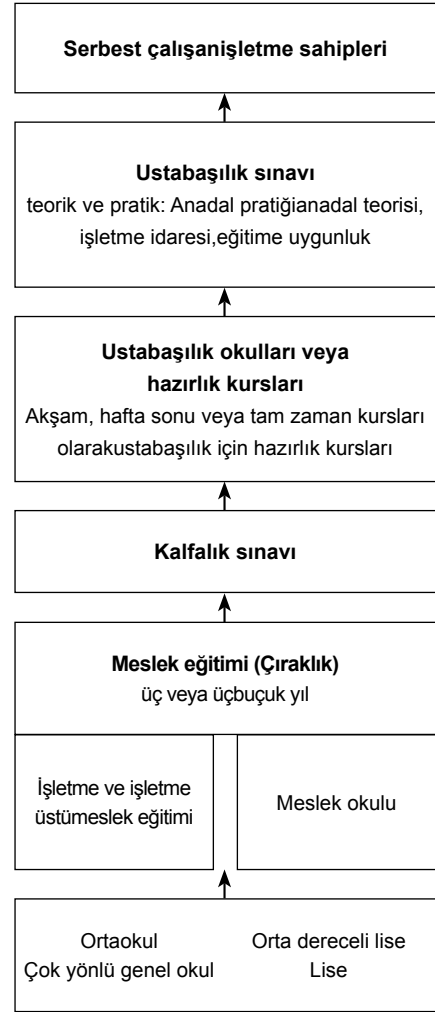 Serbest çalışanişletme sahipleri
Ustabaşılık sınavı
teorik ve pratik: Anadal pratiğianadal teorisi,
işletme idaresi,eğitime uygunluk
Ustabaşılık okulları veya
hazırlık kursları
Akşam, hafta sonu veya tam zaman kursları
olarakustabaşılık için hazırlık kursları
Kalfalık sınavı
Meslek eğitimi (Çıraklık)
üç veya üçbuçuk yıl
İşletme ve işletme
üstümeslek eğitimi
Meslek okulu
Ortaokul
Çok yönlü genel okul
Orta dereceli lise
Lise